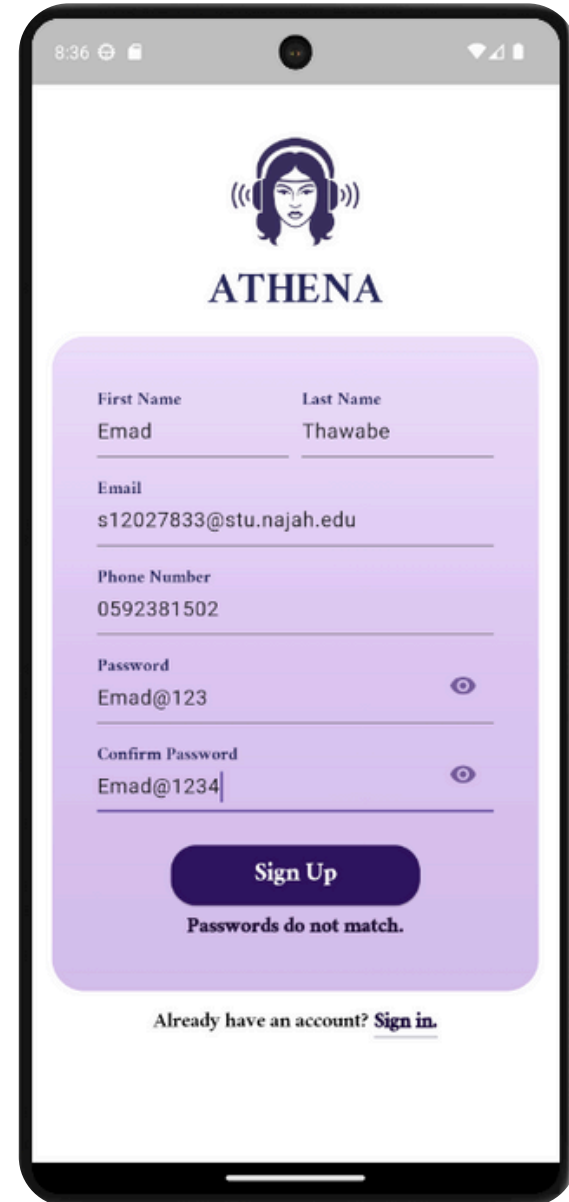 8:36
ATHENA
First Name Last Name
Emad Thawabe
Email
s12027833@stu.najah.edu
Phone Number
0592381502
Password
Emad@123
Confirm Password
Emad@1234
Sign Up
Passwords do not match.
Already have an account? Sign in.